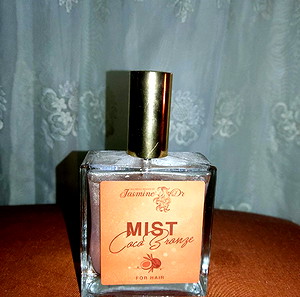 Jasmine D'r
MIST
Coco Bronze
FOR HAIR